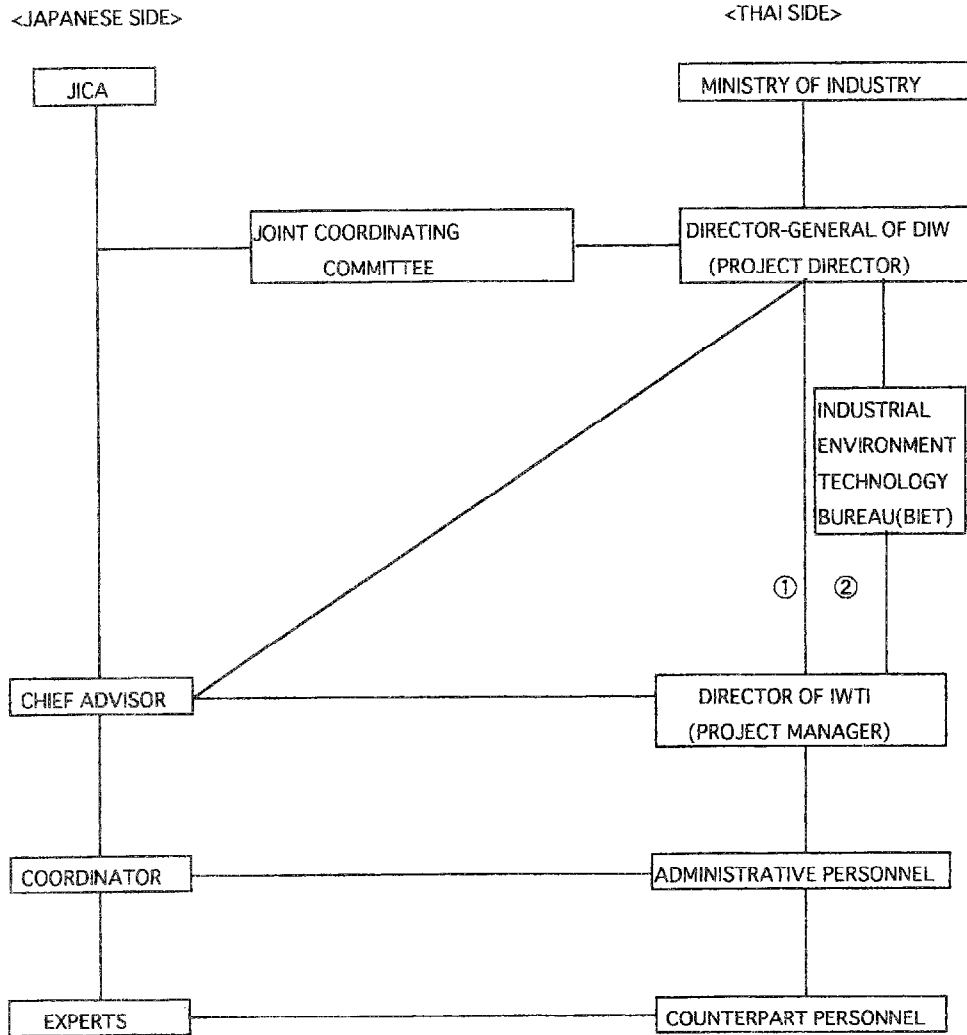 <JAPANESE SIDE>
<THAI SIDE>
JICA
MINISTRY OF INDUSTRY
JOINT COORDINATING
COMMITTEE
DIRECTOR-GENERAL OF DIW
(PROJECT DIRECTOR)
INDUSTRIAL
ENVIRONMENT
TECHNOLOGY
BUREAU(BIET)
① ②
CHIEF ADVISOR
DIRECTOR OF IWTI
(PROJECT MANAGER)
COORDINATOR
ADMINISTRATIVE PERSONNEL
EXPERTS
COUNTERPART PERSONNEL